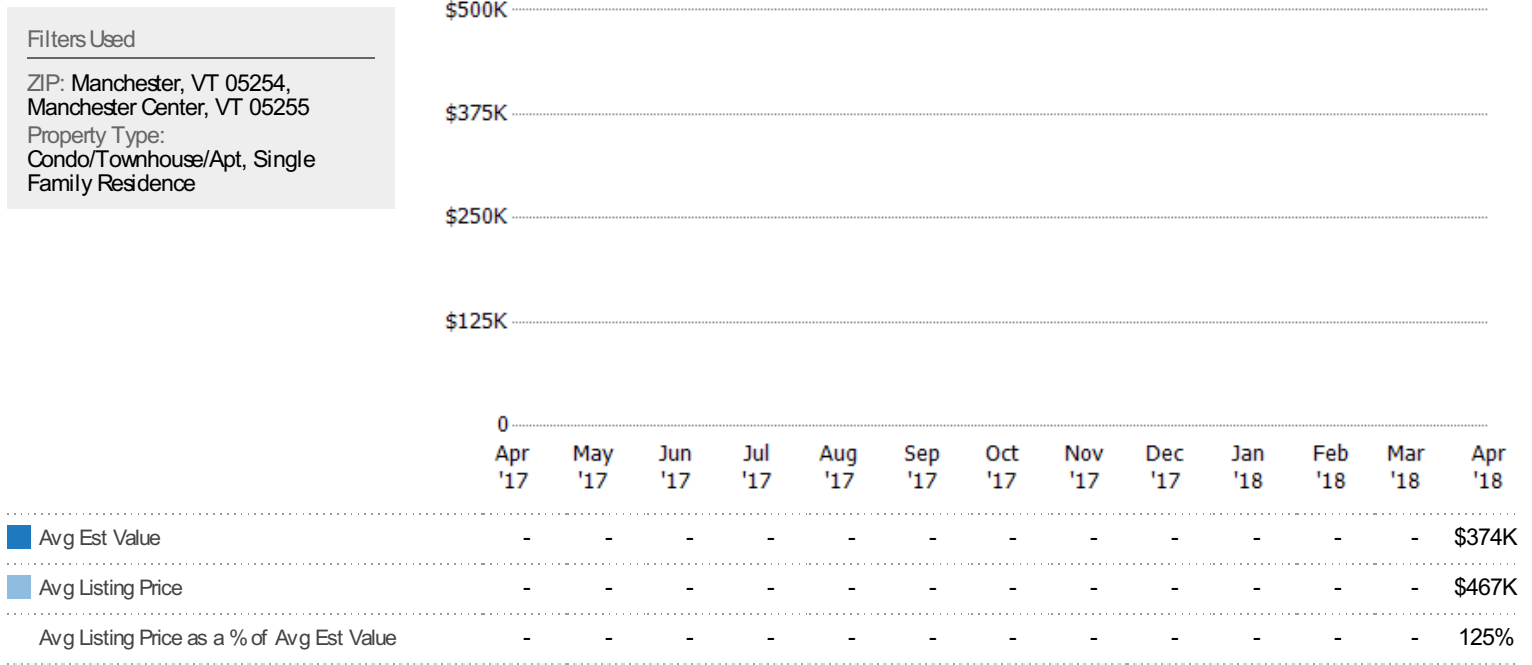 Filters Used
ZIP: Manchester, VT 05254,
Manchester Center, VT 05255
Property Type:
Condo/Townhouse/Apt, Single
Family Residence
$500K
$375K
$250K
$125K
0
Apr May Jun Jul Aug Sep Oct Nov Dec Jan Feb Mar Apr
'17 '17 '17 '17 '17 '17 '17 '17 '17 '18 '18 '18 '18
Avg Est Value - - - - - - - - - - - - $374K
Avg Listing Price - - - - - - - - - - - - $467K
Avg Listing Price as a % of Avg Est Value - - - - - - - - - - - - 125%